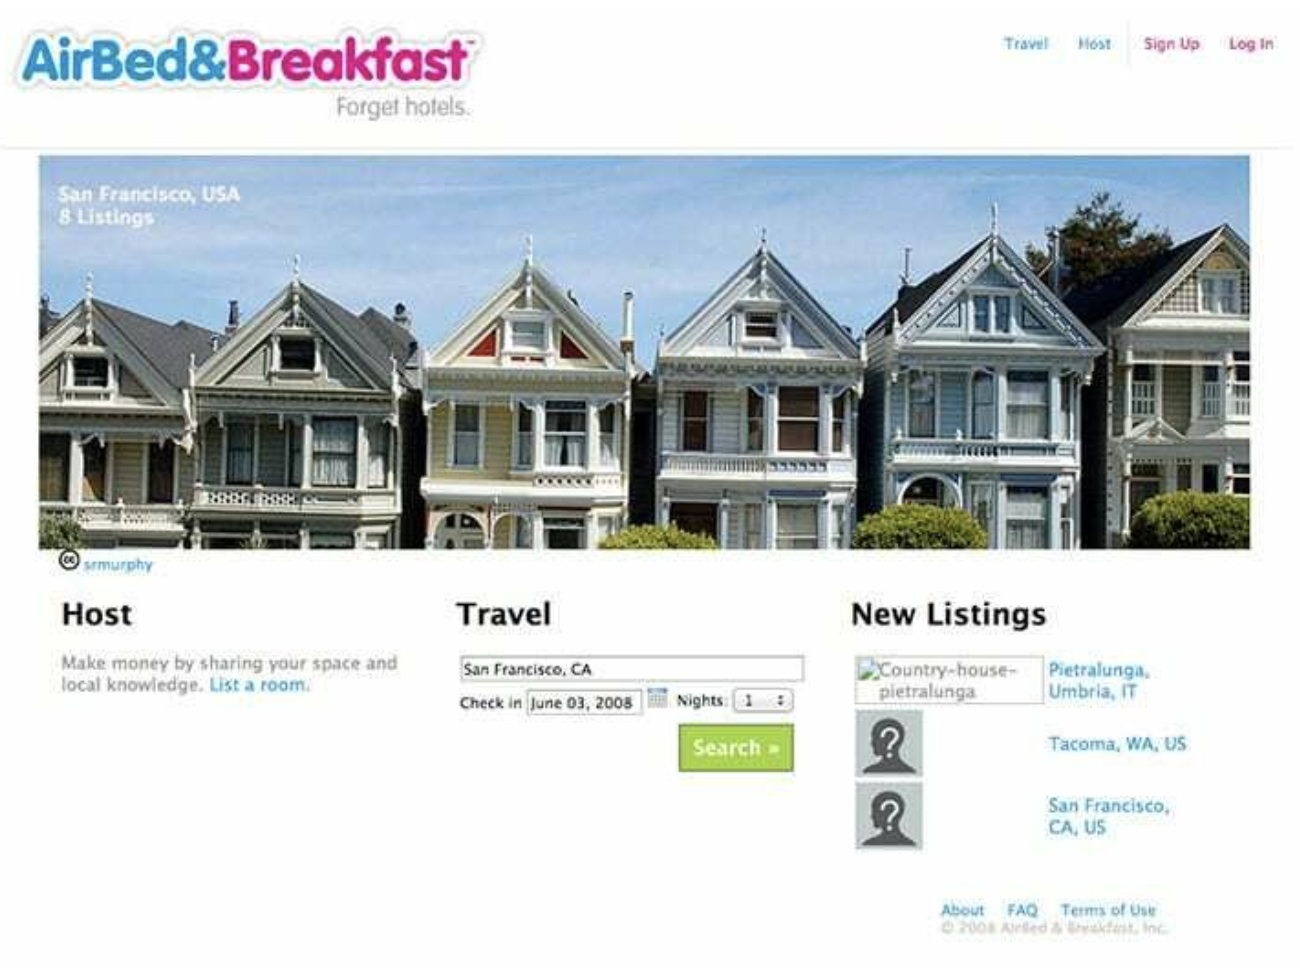 AirBed&Breakfast™
Forget hotels.
Travel Host Sign Up Log In
San Francisco, USA
8 Listings
cc srmurphy
Host
Make money by sharing your space and
local knowledge. List a room.
Travel
San Francisco, CA
Check in June 03, 2008 Nights: 1
Search »
New Listings
Country-house-
pietralunga
Pietralunga,
Umbria, IT
Tacoma, WA, US
San Francisco,
CA, US
About FAQ Terms of Use
© 2008 AirBed & Breakfast, Inc.